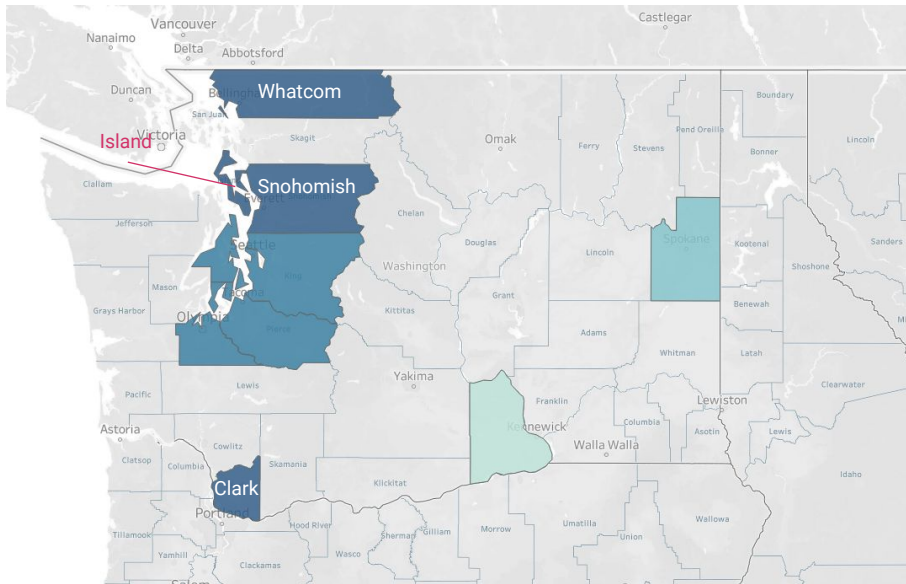 Castlegar
Vancouver
Nanaimo
Delta
Abbotsford
Whatcom
Duncan
Boundary
San Juan
Island
Victoria
Skagit
Omak
Ferry
Stevens
Pend Oreille
Bonner
Lincoln
Clallam
Snohomish
Everett
Jefferson
Chelan
Seattle
Douglas
Lincoln
Spokane
Kootenai
Sanders
Washington
Shoshone
King
Mason
Grant
Grays Harbor
Kittitas
Benewah
Olympia
Pierce
Adams
Whitman
Latah
Pacific
Lewis
Yakima
Clearwater
Franklin
Lewiston
Astoria
Kennewick
Columbia
Asotin
Lewis
Walla Walla
Cowlitz
Clatsop
Columbia
Skamania
Idaho
Clark
Klickitat
Portland
Hood River
Morrow
Umatilla
Wallowa
Tillamook
Sherman
Gilliam
Union
Yamhill
Wasco
Clackamas
Salem